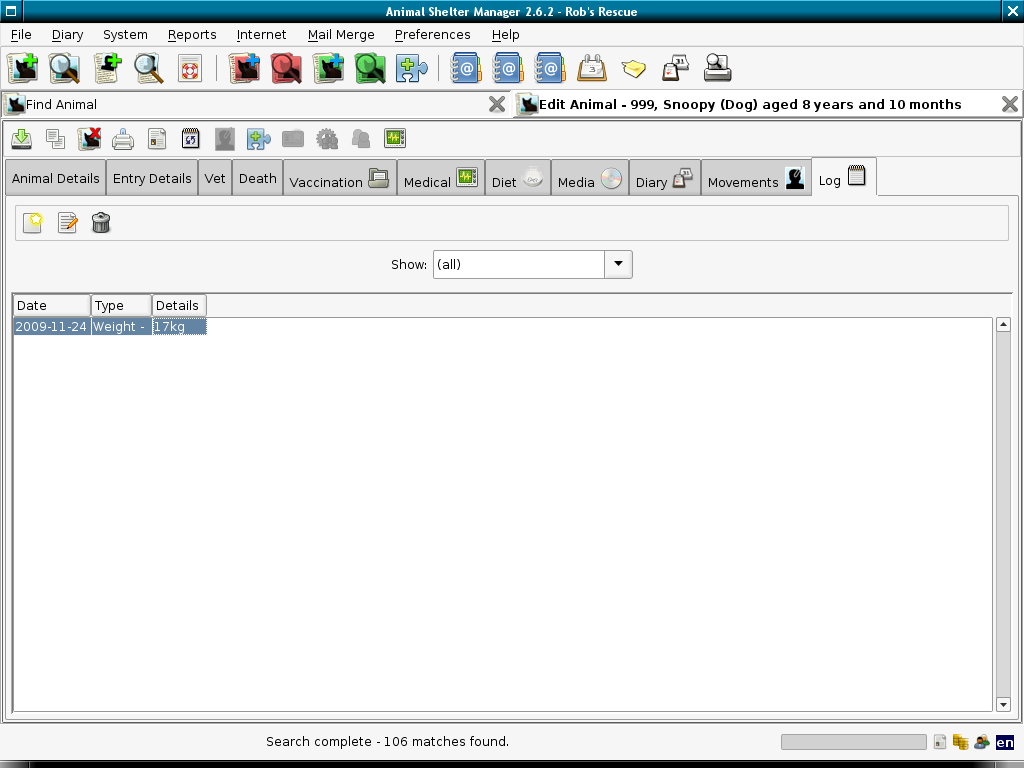 Animal Shelter Manager 2.6.2 - Rob's Rescue
File Diary System Reports Internet Mail Merge Preferences Help
Find Animal
Edit Animal - 999, Snoopy (Dog) aged 8 years and 10 months
Animal Details Entry Details Vet Death Vaccination Medical Diet Media Diary Movements Log
Show: (all)
Date Type Details
2009-11-24 Weight - 17kg
Search complete - 106 matches found.
en